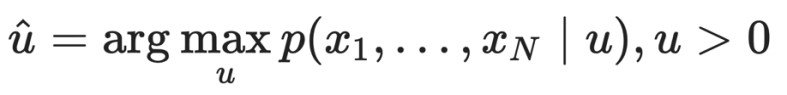 û = arg max p(x₁, . . . , x_N | u), u > 0
u